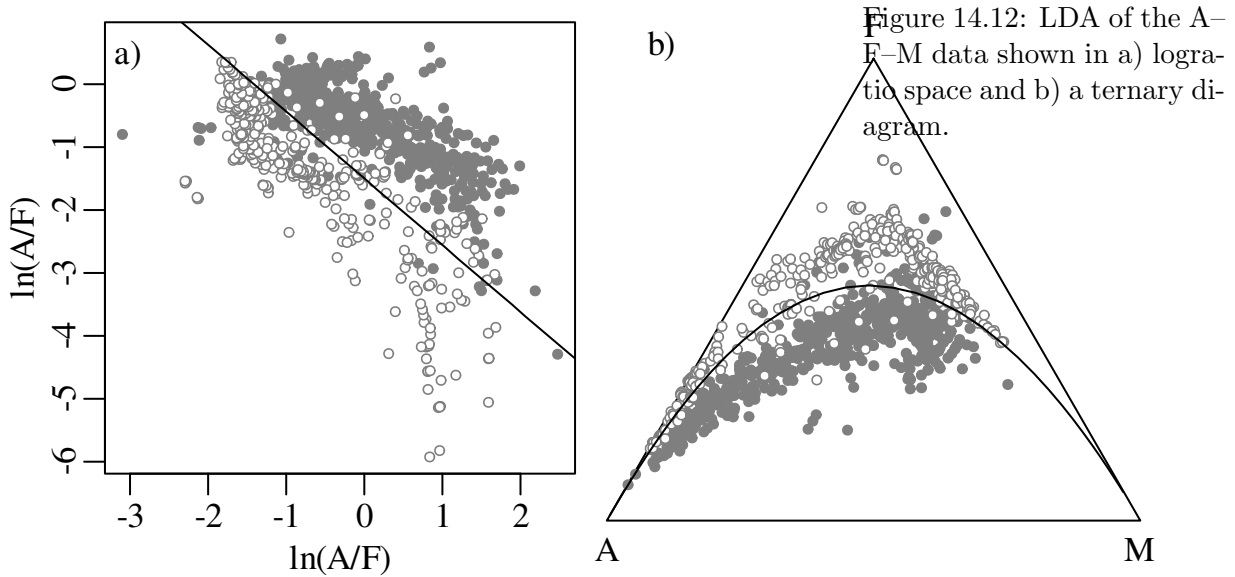 a)
0
-1
-2
-3
-4
-5
-6
ln(A/F)
-3 -2 -1 0 1 2
ln(A/F)
b)
F
A M
Figure 14.12: LDA of the A–
F–M data shown in a) logra-
tio space and b) a ternary di-
agram.